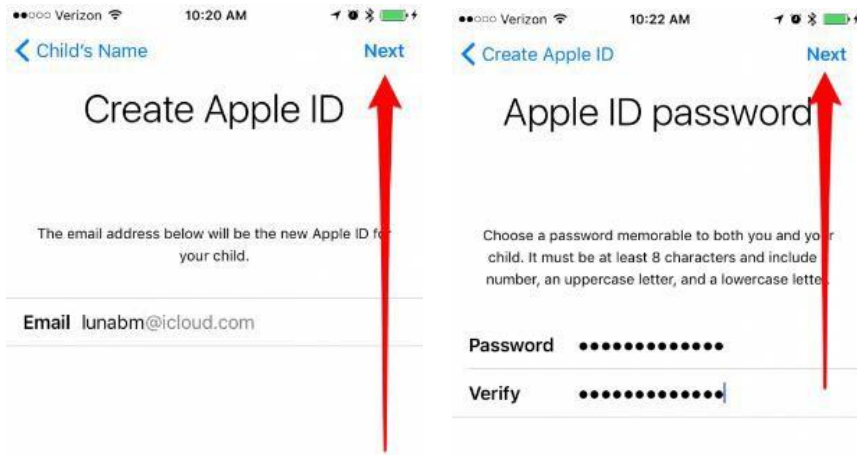 Verizon 10:20 AM
Child's Name Next
Create Apple ID
The email address below will be the new Apple ID for
your child.
Email lunabm@icloud.com
Verizon 10:22 AM
Create Apple ID Next
Apple ID password
Choose a password memorable to both you and your
child. It must be at least 8 characters and include
number, an uppercase letter, and a lowercase letter.
Password ●●●●●●●●●●●●●
Verify ●●●●●●●●●●●●●